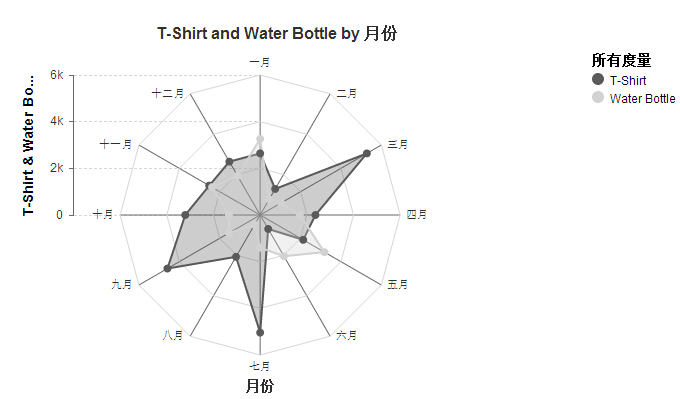 T-Shirt and Water Bottle by 月份
所有度量
T-Shirt
Water Bottle
T-Shirt & Water Bo...
6k
4k
2k
0
一月
二月
三月
四月
五月
六月
七月
八月
九月
十月
十一月
十二月
月份